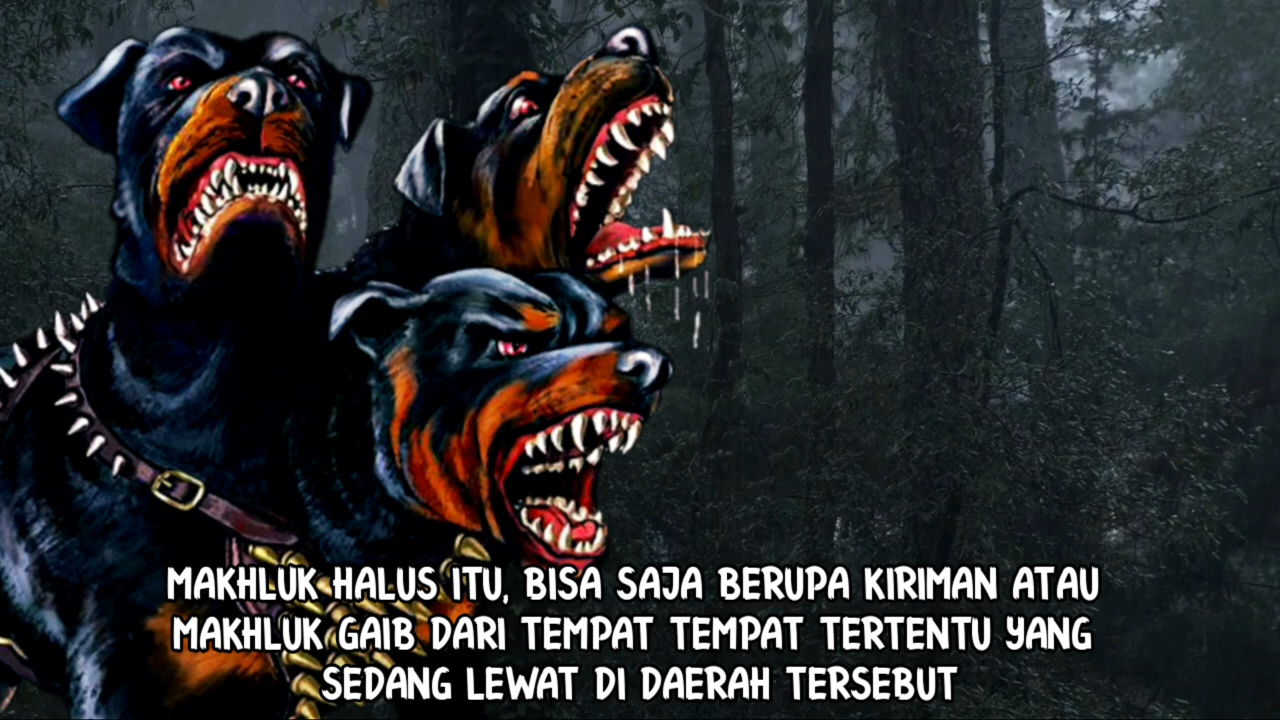 MAKHLUK HALUS ITU, BISA SAJA BERUPA KIRIMAN ATAU
MAKHLUK GAIB DARI TEMPAT TEMPAT TERTENTU YANG
SEDANG LEWAT DI DAERAH TERSEBUT